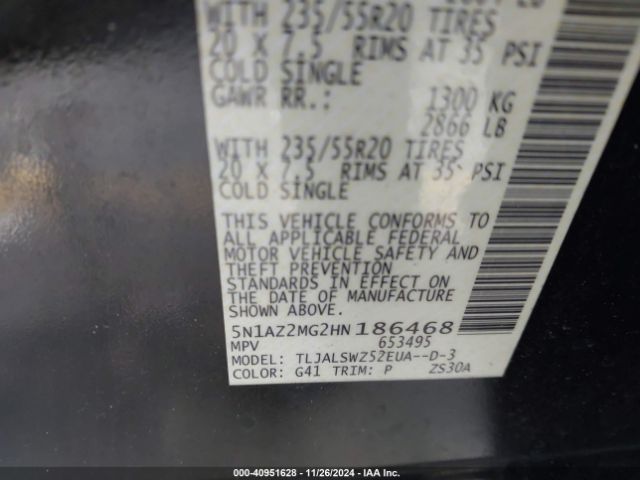 WITH 235/55R20 TIRES
20 X 7.5 RIMS AT 35 PSI
COLD SINGLE
GAWR RR.: 1300 KG
2866 LB
WITH 235/55R20 TIRES
20 X 7.5 RIMS AT 35 PSI
COLD SINGLE
THIS VEHICLE CONFORMS TO
ALL APPLICABLE FEDERAL
MOTOR VEHICLE SAFETY AND
THEFT PREVENTION
STANDARDS IN EFFECT ON
THE DATE OF MANUFACTURE
SHOWN ABOVE.
5N1AZ2MG2HN186468
MPV 653495
MODEL: TLJALSWZ52EUA--D-3
COLOR: G41 TRIM: P ZS30A
000-40951628 - 11/26/2024 - IAA Inc.